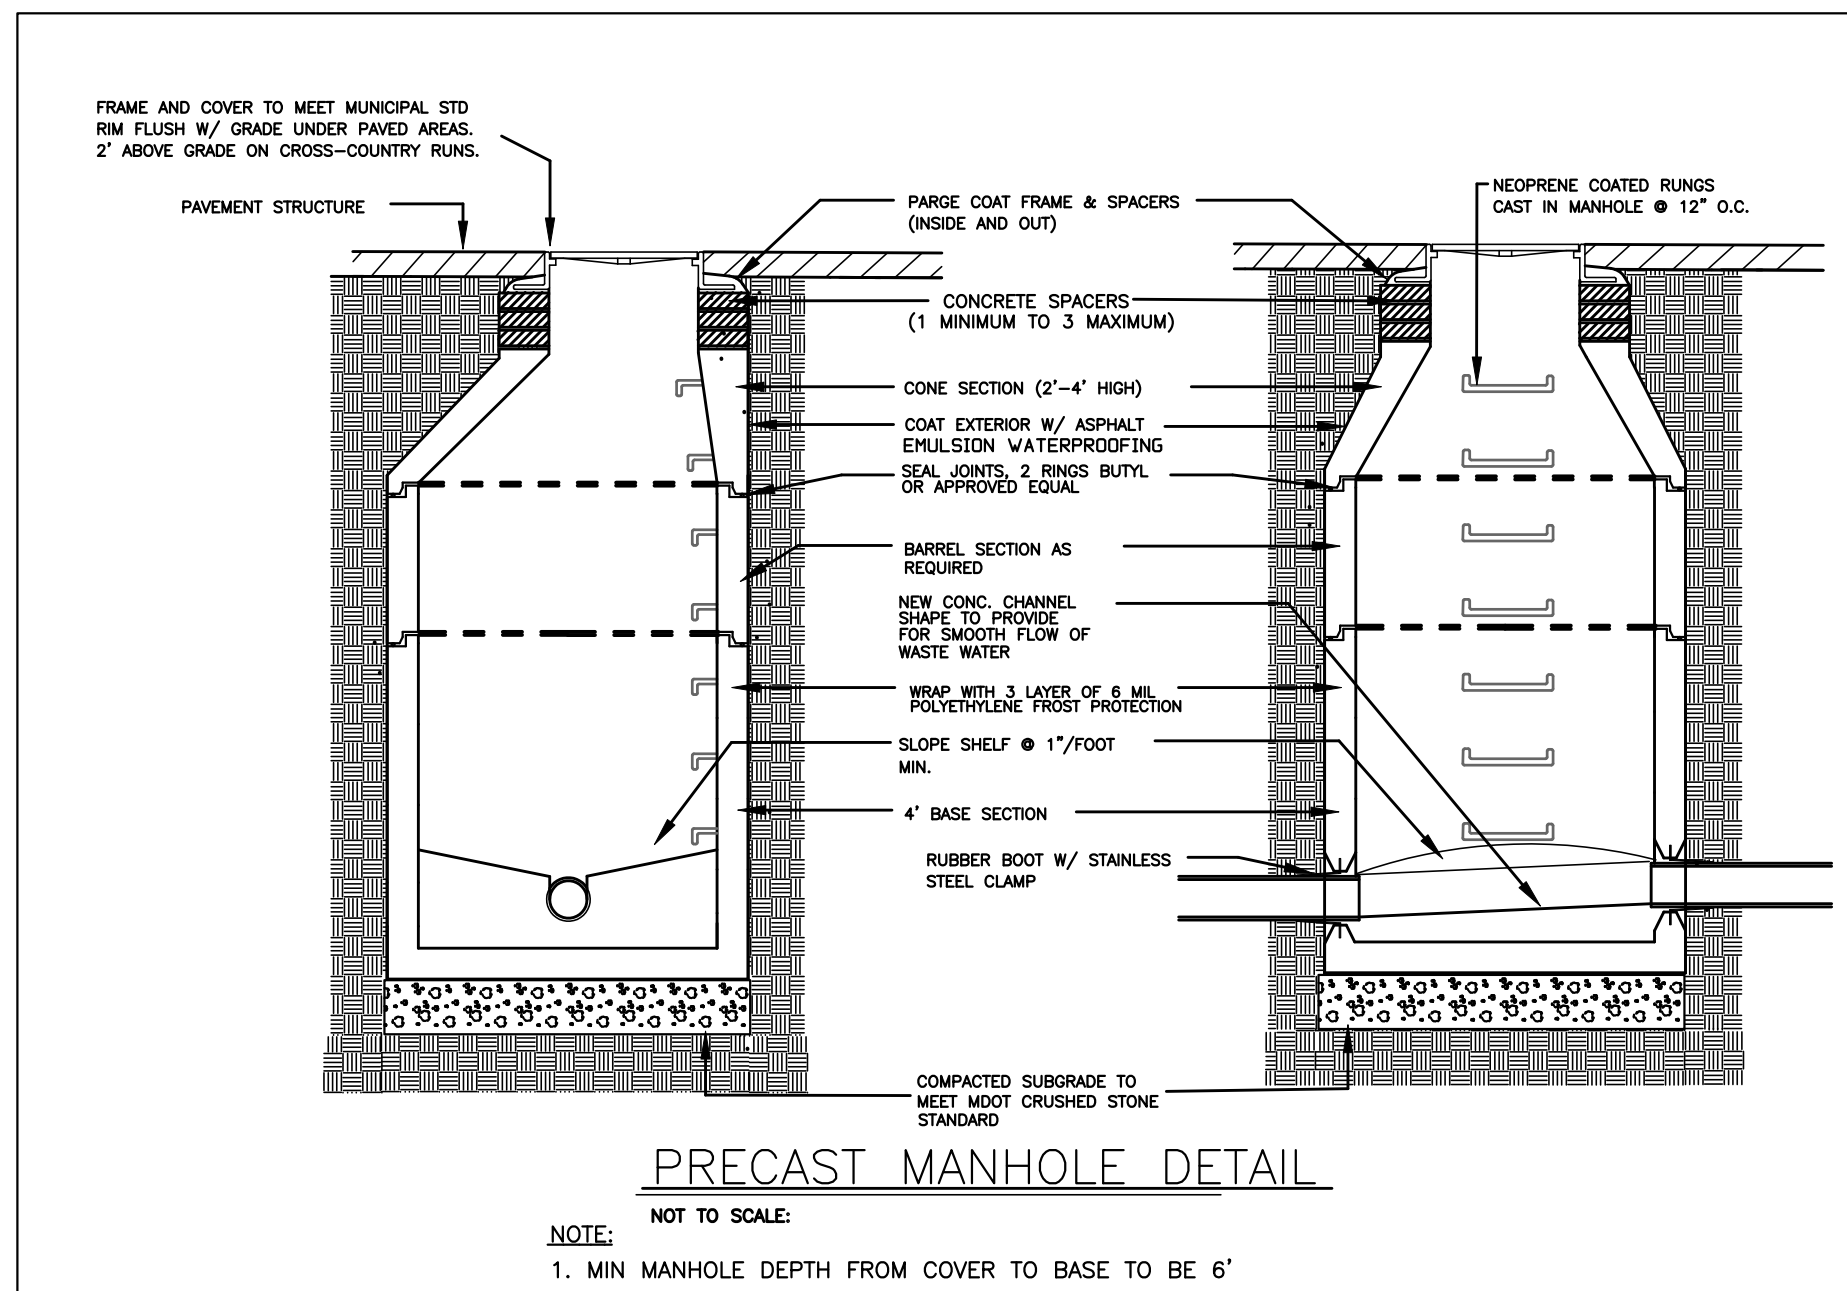 FRAME AND COVER TO MEET MUNICIPAL STD
RIM FLUSH W/ GRADE UNDER PAVED AREAS.
2' ABOVE GRADE ON CROSS-COUNTRY RUNS.
PAVEMENT STRUCTURE
PARGE COAT FRAME & SPACERS
(INSIDE AND OUT)
NEOPRENE COATED RUNGS
CAST IN MANHOLE @ 12" O.C.
CONCRETE SPACERS
(1 MINIMUM TO 3 MAXIMUM)
CONE SECTION (2'-4' HIGH)
COAT EXTERIOR W/ ASPHALT
EMULSION WATERPROOFING
SEAL JOINTS, 2 RINGS BUTYL
OR APPROVED EQUAL
BARREL SECTION AS
REQUIRED
NEW CONC. CHANNEL
SHAPE TO PROVIDE
FOR SMOOTH FLOW OF
WASTE WATER
WRAP WITH 3 LAYER OF 6 MIL
POLYETHYLENE FROST PROTECTION
SLOPE SHELF @ 1"/FOOT
MIN.
4' BASE SECTION
RUBBER BOOT W/ STAINLESS
STEEL CLAMP
COMPACTED SUBGRADE TO
MEET MDOT CRUSHED STONE
STANDARD
PRECAST MANHOLE DETAIL
NOT TO SCALE:
NOTE:
1. MIN MANHOLE DEPTH FROM COVER TO BASE TO BE 6'